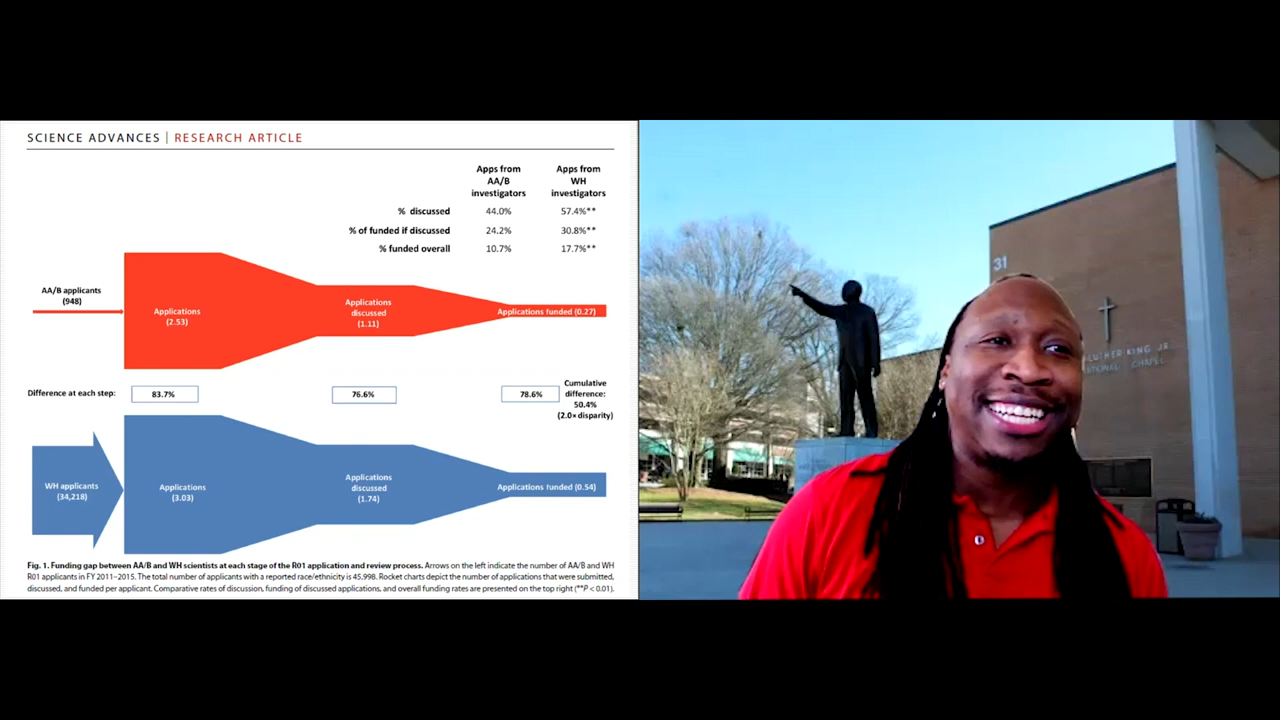 SCIENCE ADVANCES | RESEARCH ARTICLE
Apps from
AA/B
investigators
Apps from
WH
investigators
% discussed 44.0% 57.4%**
% of funded if discussed 24.2% 30.8%**
% funded overall 10.7% 17.7%**
AA/B applicants
(948)
Applications
(2.53)
Applications
discussed
(1.11)
Applications funded (0.27)
Difference at each step: 83.7% 76.6% 78.6%
Cumulative
difference:
50.4%
(2.0× disparity)
WH applicants
(34,218)
Applications
(3.03)
Applications
discussed
(1.74)
Applications funded (0.54)
Fig. 1. Funding gap between AA/B and WH scientists at each stage of the R01 application and review process. Arrows on the left indicate the number of AA/B and WH
R01 applicants in FY 2011–2015. The total number of applicants with a reported race/ethnicity is 45,998. Rocket charts depict the number of applications that were submitted,
discussed, and funded per applicant. Comparative rates of discussion, funding of discussed applications, and overall funding rates are presented on the top right (**P < 0.01).
31
LUTHER KING JR.
CHAPEL